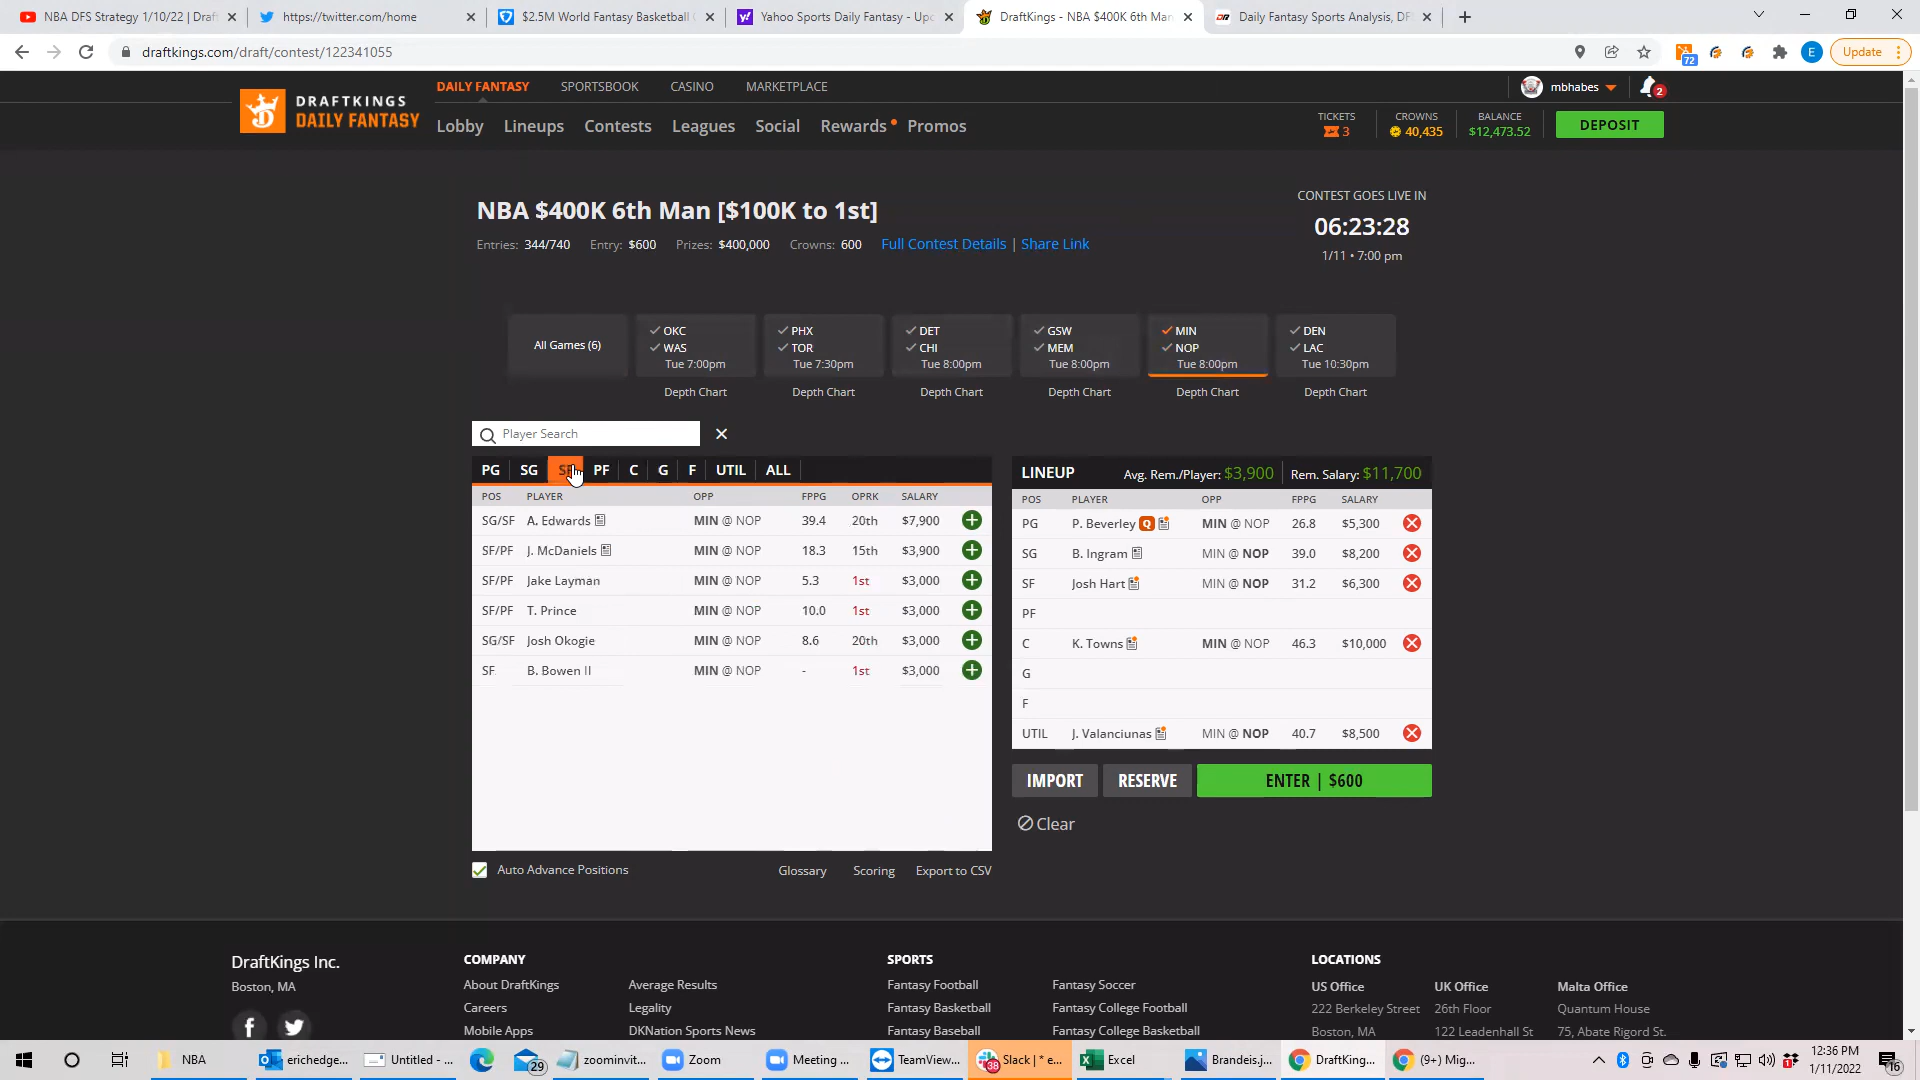 NBA DFS Strategy 1/10/22 | Draft
https://twitter.com/home
$2.5M World Fantasy Basketball C
Yahoo Sports Daily Fantasy - Upc
DraftKings - NBA $400K 6th Man
Daily Fantasy Sports Analysis, DF
draftkings.com/draft/contest/122341055
72
E
Update
DAILY FANTASY
SPORTSBOOK
CASINO
MARKETPLACE
mbhabes
2
DRAFTKINGS
DAILY FANTASY
Lobby
Lineups
Contests
Leagues
Social
Rewards
Promos
TICKETS
3
CROWNS
40,435
BALANCE
$12,473.52
DEPOSIT
NBA $400K 6th Man [$100K to 1st]
Entries: 344/740 Entry: $600 Prizes: $400,000 Crowns: 600 Full Contest Details | Share Link
CONTEST GOES LIVE IN
06:23:28
1/11 • 7:00 pm
All Games (6)
OKC
WAS
Tue 7:00pm
Depth Chart
PHX
TOR
Tue 7:30pm
Depth Chart
DET
CHI
Tue 8:00pm
Depth Chart
GSW
MEM
Tue 8:00pm
Depth Chart
MIN
NOP
Tue 8:00pm
Depth Chart
DEN
LAC
Tue 10:30pm
Depth Chart
Player Search
PG SG SF PF C G F UTIL ALL
POS PLAYER OPP FPPG OPRK SALARY
SG/SF A. Edwards MIN @ NOP 39.4 20th $7,900
SF/PF J. McDaniels MIN @ NOP 18.3 15th $3,900
SF/PF Jake Layman MIN @ NOP 5.3 1st $3,000
SF/PF T. Prince MIN @ NOP 10.0 1st $3,000
SG/SF Josh Okogie MIN @ NOP 8.6 20th $3,000
SF B. Bowen II MIN @ NOP - 1st $3,000
Auto Advance Positions
Glossary
Scoring
Export to CSV
LINEUP Avg. Rem./Player: $3,900 Rem. Salary: $11,700
POS PLAYER OPP FPPG SALARY
PG P. Beverley Q MIN @ NOP 26.8 $5,300
SG B. Ingram MIN @ NOP 39.0 $8,200
SF Josh Hart MIN @ NOP 31.2 $6,300
PF
C K. Towns MIN @ NOP 46.3 $10,000
G
F
UTIL J. Valanciunas MIN @ NOP 40.7 $8,500
IMPORT
RESERVE
ENTER | $600
Clear
DraftKings Inc.
Boston, MA
COMPANY
About DraftKings
Careers
Mobile Apps
Average Results
Legality
DKNation Sports News
SPORTS
Fantasy Football
Fantasy Basketball
Fantasy Baseball
Fantasy Soccer
Fantasy College Football
Fantasy College Basketball
LOCATIONS
US Office
222 Berkeley Street
Boston, MA
UK Office
26th Floor
122 Leadenhall St
Malta Office
Quantum House
75, Abate Rigord St.
NBA
erichedge...
Untitled - ...
29
zoominvit...
Zoom
Meeting ...
TeamView...
38
Slack | * e...
Excel
Brandeis.j...
DraftKing...
(9+) Mig...
12:36 PM
1/11/2022
16